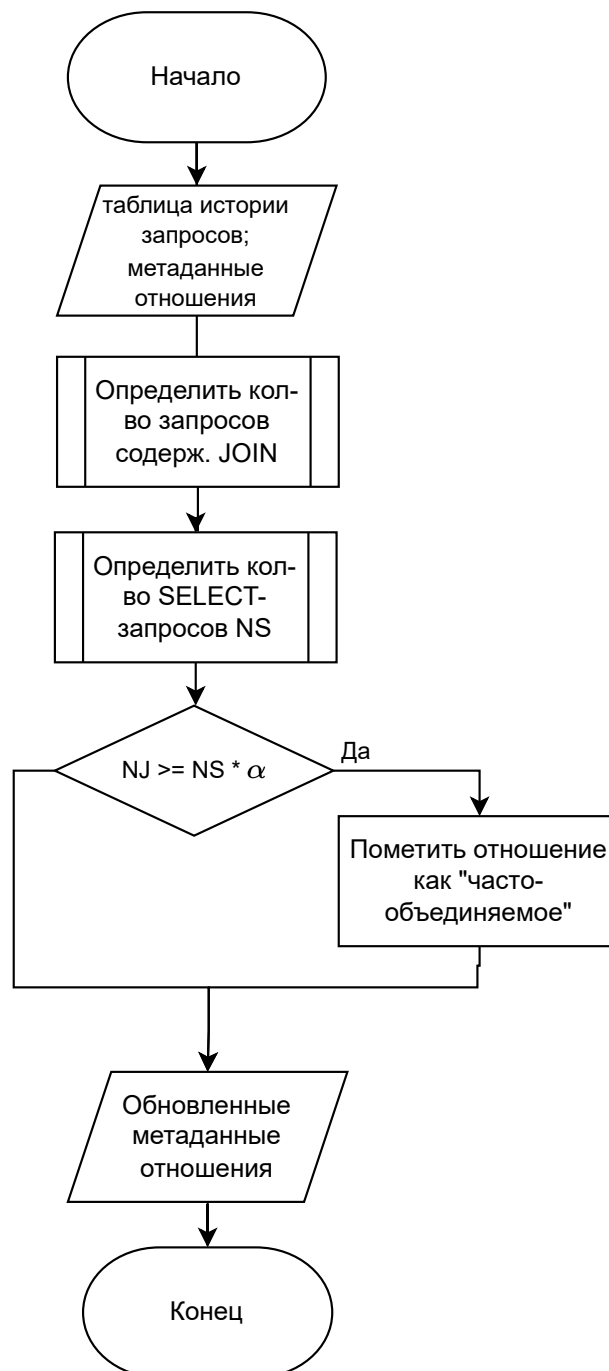 Начало
таблица истории
запросов;
метаданные
отношения
Определить кол-
во запросов
содерж. JOIN
Определить кол-
во SELECT-
запросов NS
NJ >= NS * α
Да
Пометить отношение
как "часто-
объединяемое"
Обновленные
метаданные
отношения
Конец